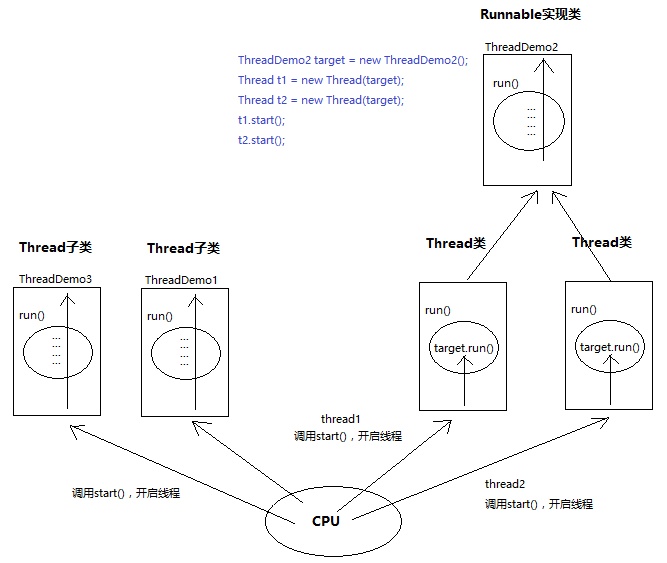 Runnable实现类
ThreadDemo2
ThreadDemo2 target = new ThreadDemo2();
Thread t1 = new Thread(target);
Thread t2 = new Thread(target);
t1.start();
t2.start();
run()
...
...
...
...
Thread子类
Thread子类
Thread类
Thread类
ThreadDemo3
ThreadDemo1
run()
...
...
...
...
run()
...
...
...
...
run()
target.run()
run()
target.run()
thread1
调用start()，开启线程
调用start()，开启线程
thread2
调用start()，开启线程
CPU